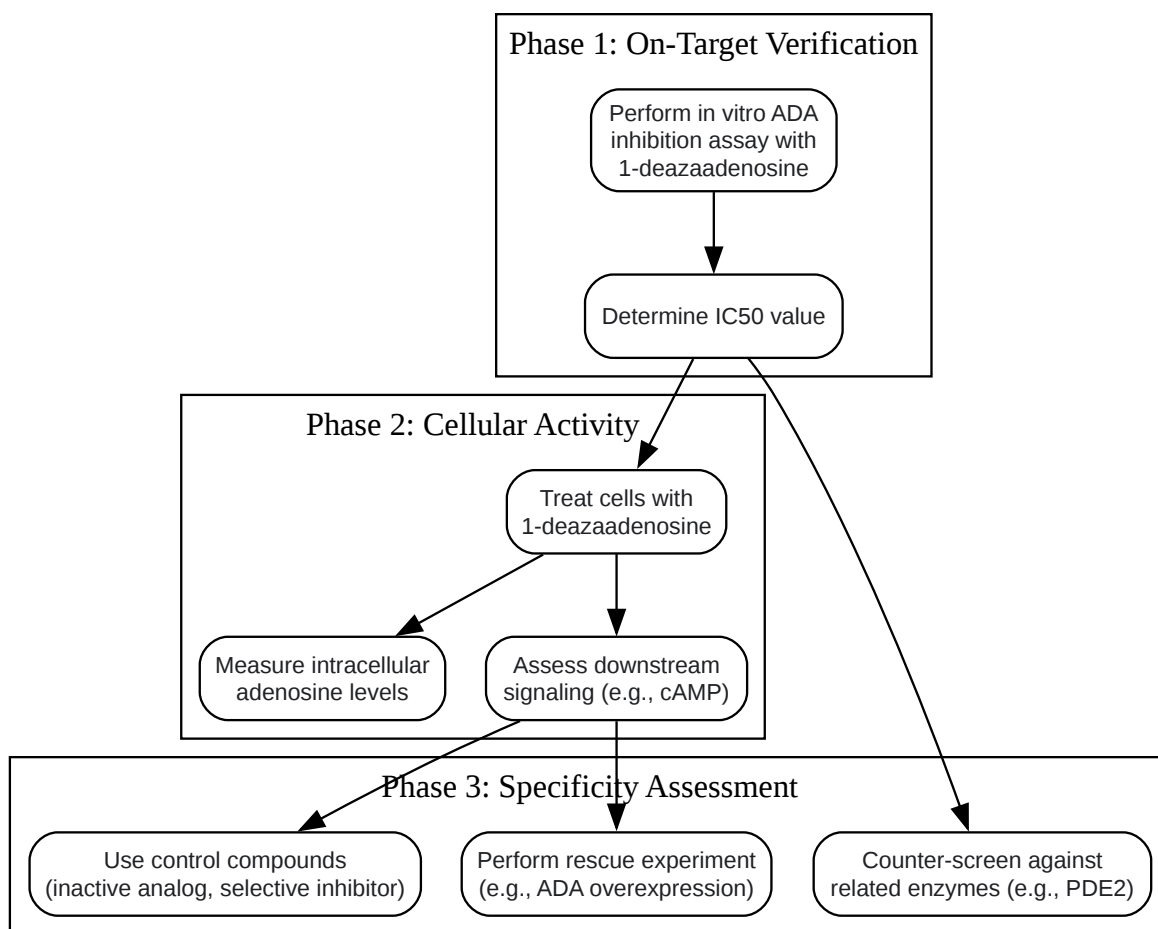 Phase 1: On-Target Verification
Perform in vitro ADA
inhibition assay with
1-deazaadenosine
Determine IC50 value
Phase 2: Cellular Activity
Treat cells with
1-deazaadenosine
Measure intracellular
adenosine levels
Assess downstream
signaling (e.g., cAMP)
Phase 3: Specificity Assessment
Use control compounds
(inactive analog, selective inhibitor)
Perform rescue experiment
(e.g., ADA overexpression)
Counter-screen against
related enzymes (e.g., PDE2)